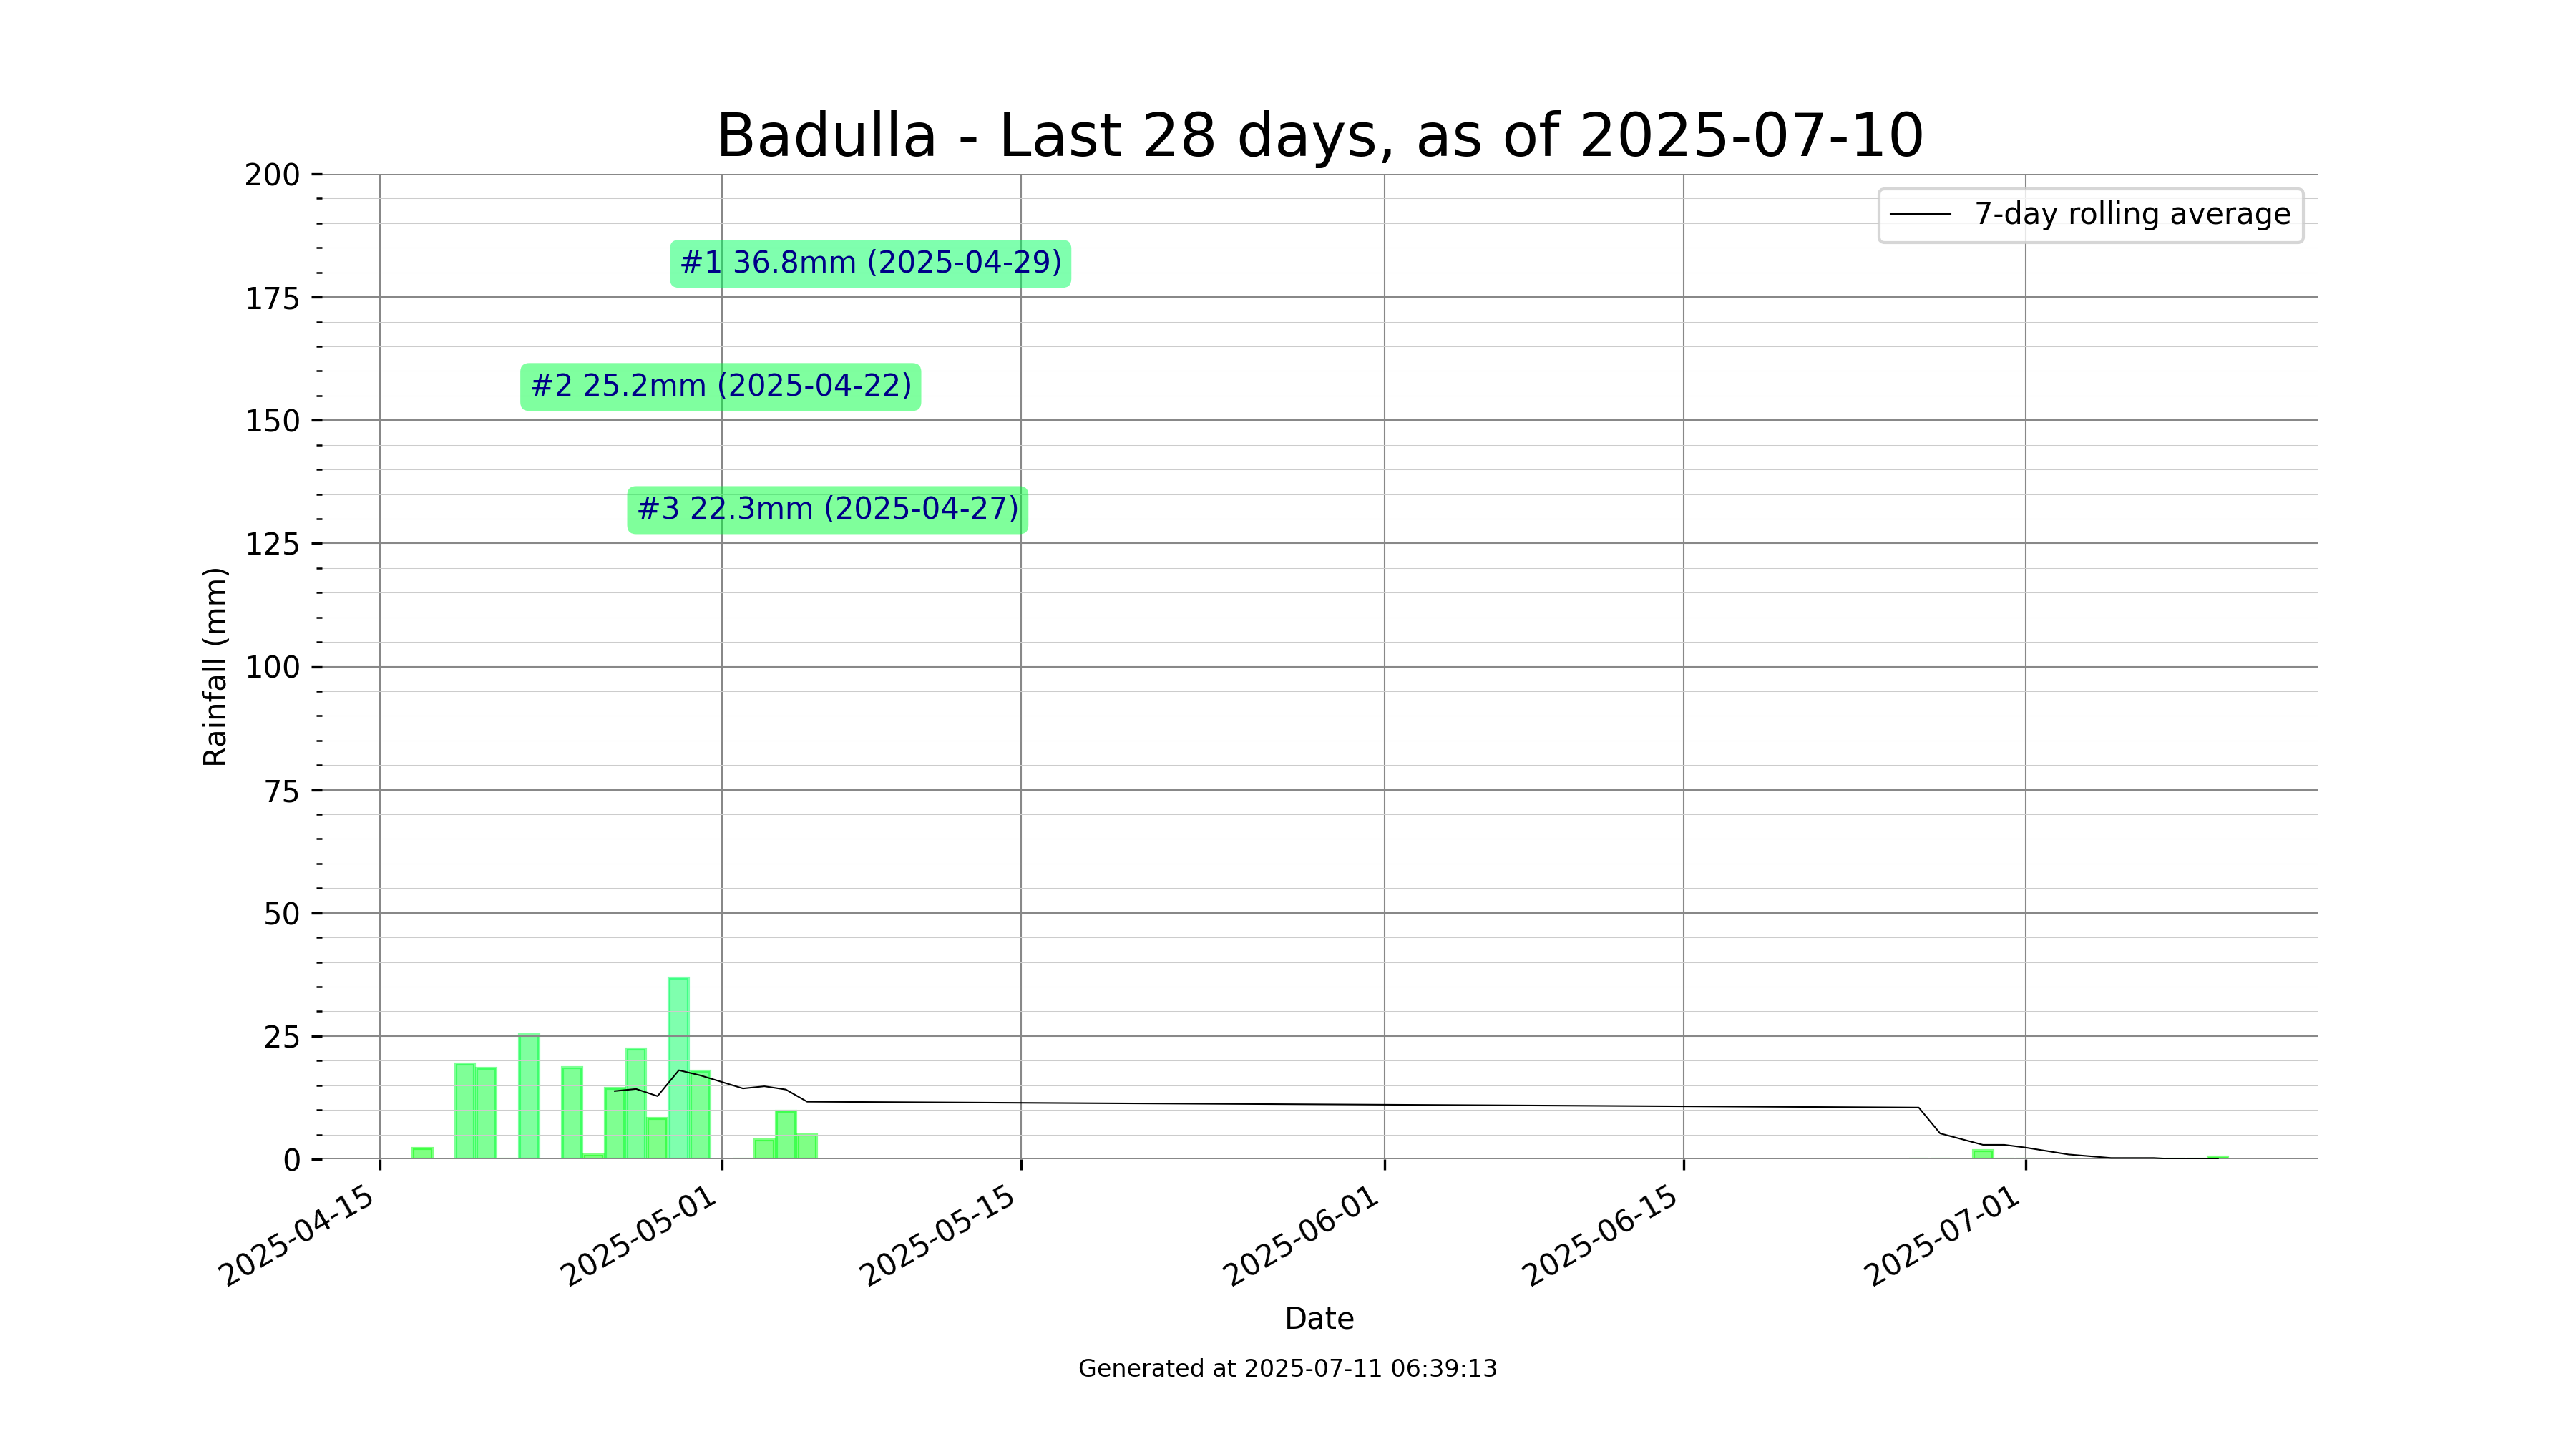 Badulla - Last 28 days, as of 2025-07-10
200
175
150
125
100
75
50
25
0
Rainfall (mm)
7-day rolling average
#1 36.8mm (2025-04-29)
#2 25.2mm (2025-04-22)
#3 22.3mm (2025-04-27)
2025-04-15
2025-05-01
2025-05-15
2025-06-01
2025-06-15
2025-07-01
Date
Generated at 2025-07-11 06:39:13